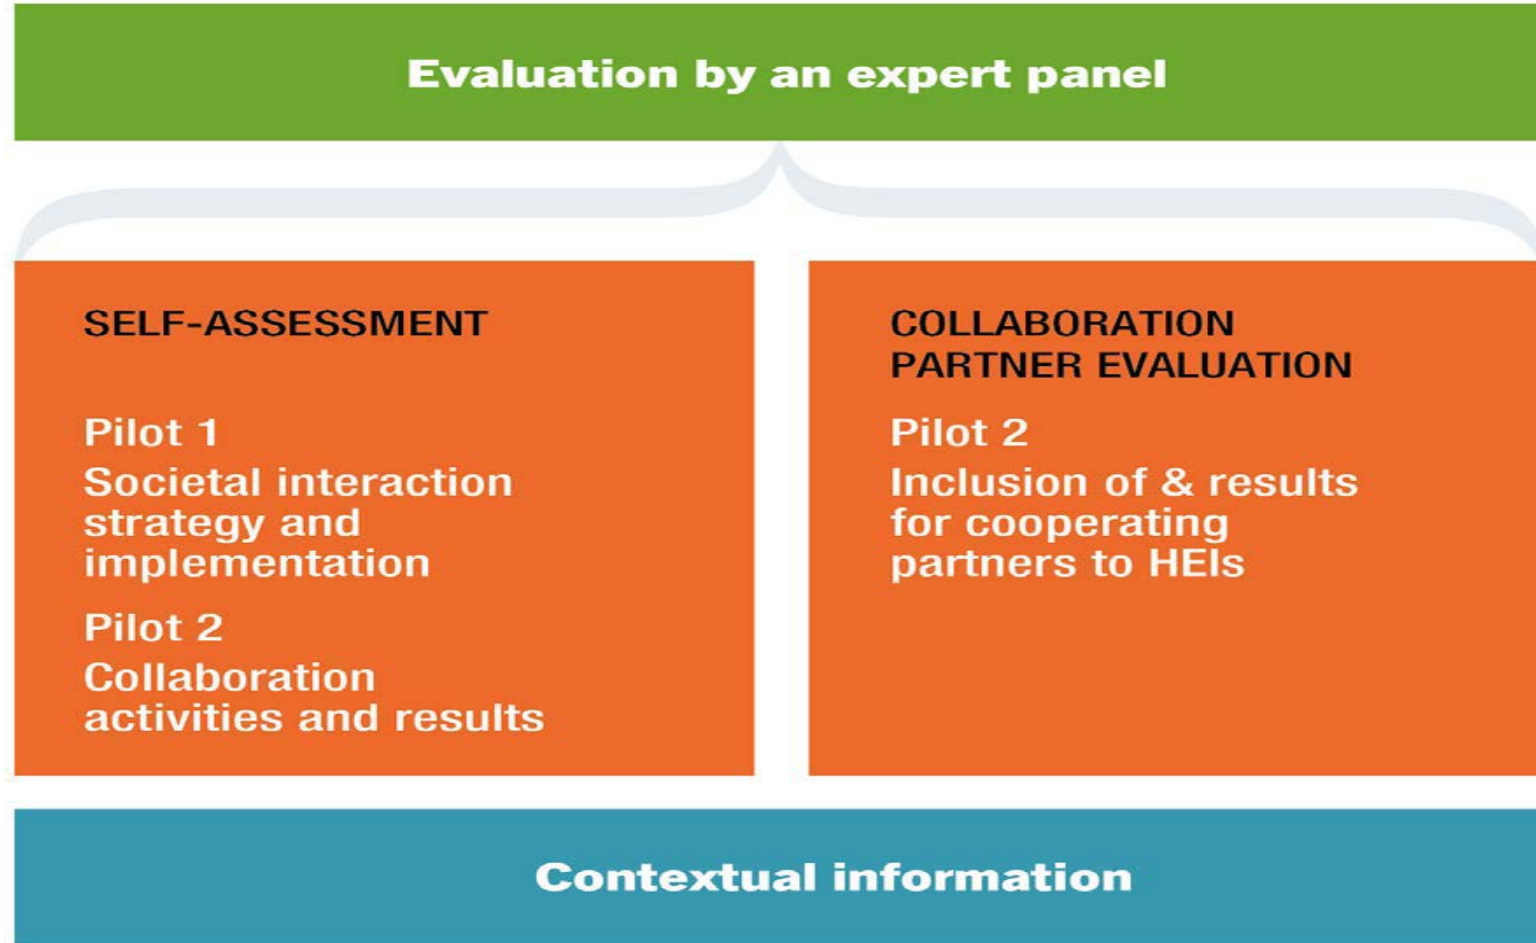 Evaluation by an expert panel
SELF-ASSESSMENT
Pilot 1
Societal interaction
strategy and
implementation
Pilot 2
Collaboration
activities and results
COLLABORATION
PARTNER EVALUATION
Pilot 2
Inclusion of & results
for cooperating
partners to HEIs
Contextual information